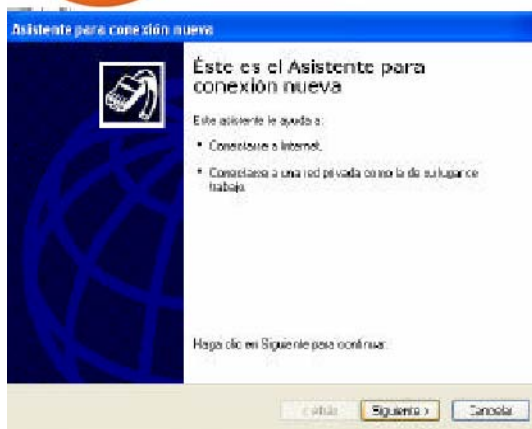 Asistente para conexión nueva
Éste es el Asistente para
conexión nueva
Este asistente le ayuda a:
• Conectarse a Internet.
• Conectarse a una red privada como la de su lugar de
trabajo.
Haga clic en Siguiente para continuar.
< Atrás Siguiente > Cancelar